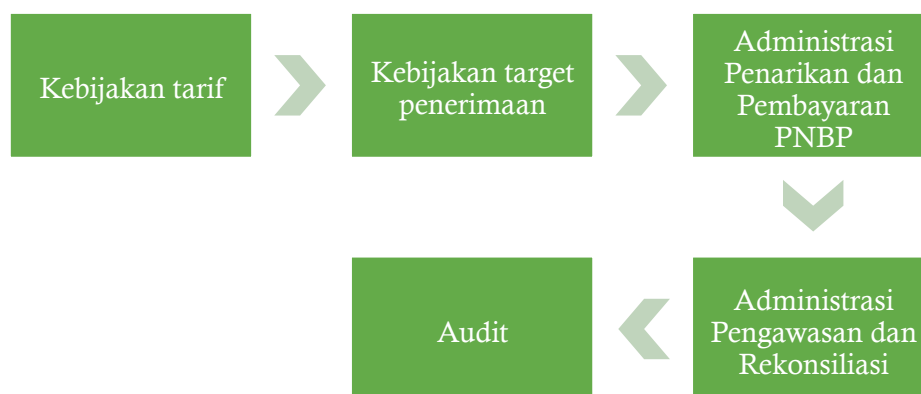 Kebijakan tarif
Kebijakan target
penerimaan
Administrasi
Penarikan dan
Pembayaran
PNBP
Administrasi
Pengawasan dan
Rekonsiliasi
Audit